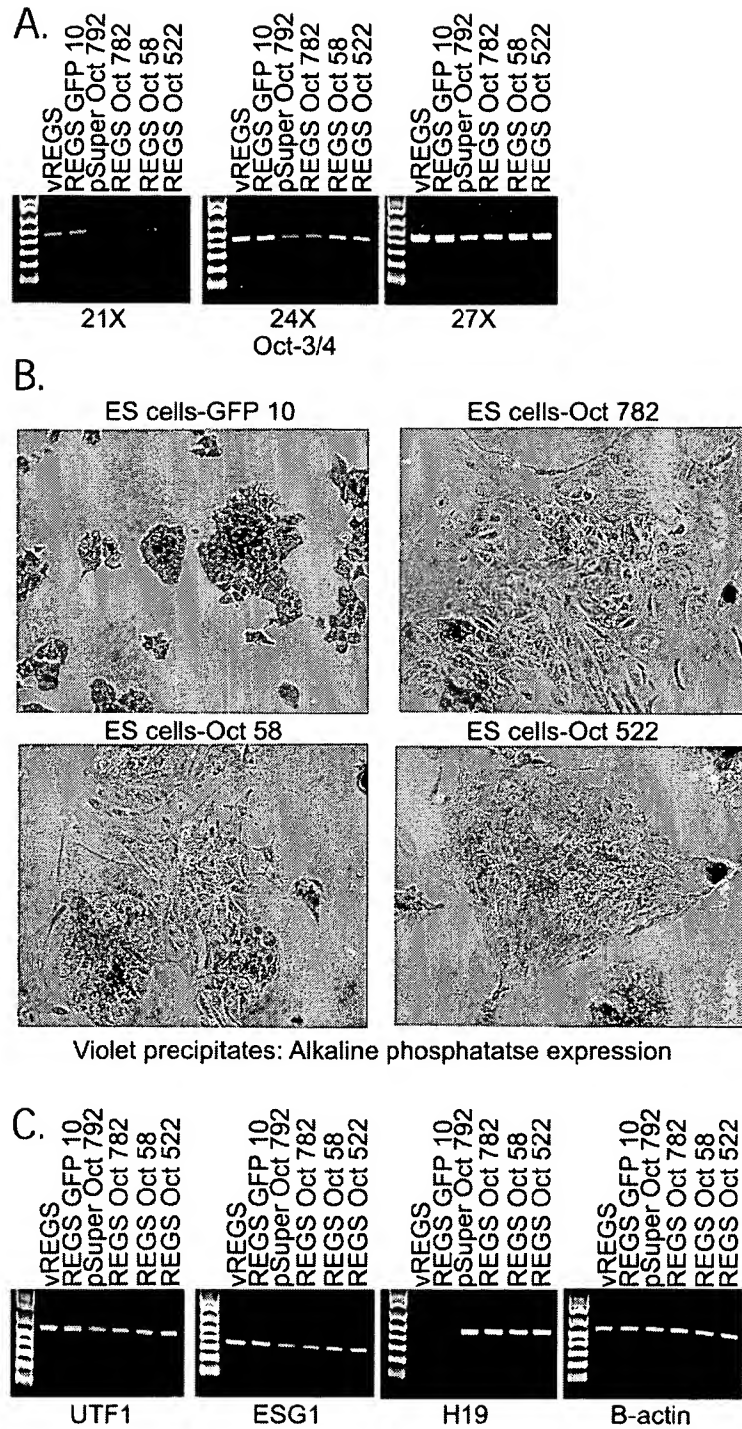 A.
vREGS
REGS GFP 10
pSuper Oct 792
REGS Oct 782
REGS Oct 58
REGS Oct 522
vREGS
REGS GFP 10
pSuper Oct 792
REGS Oct 782
REGS Oct 58
REGS Oct 522
vREGS
REGS GFP 10
pSuper Oct 792
REGS Oct 782
REGS Oct 58
REGS Oct 522
21X
24X
27X
Oct-3/4
B.
ES cells-GFP 10
ES cells-Oct 782
ES cells-Oct 58
ES cells-Oct 522
Violet precipitates: Alkaline phosphatatse expression
C.
vREGS
REGS GFP 10
pSuper Oct 792
REGS Oct 782
REGS Oct 58
REGS Oct 522
vREGS
REGS GFP 10
pSuper Oct 792
REGS Oct 782
REGS Oct 58
REGS Oct 522
vREGS
REGS GFP 10
pSuper Oct 792
REGS Oct 782
REGS Oct 58
REGS Oct 522
vREGS
REGS GFP 10
pSuper Oct 792
REGS Oct 782
REGS Oct 58
REGS Oct 522
UTF1
ESG1
H19
B-actin